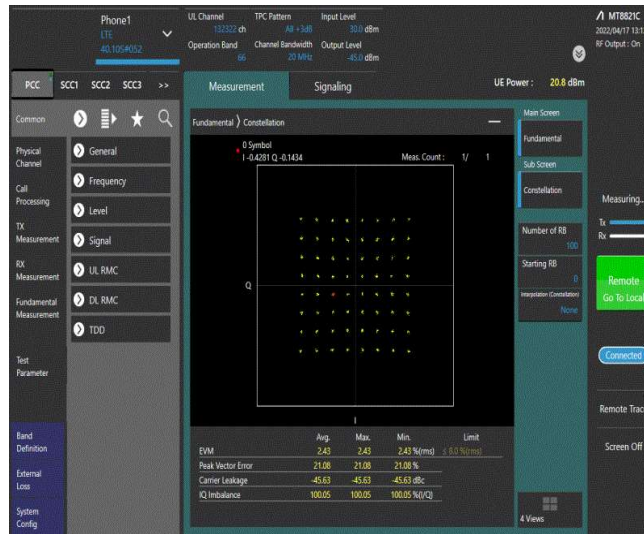 Phone1
LTE
40.105#052
UL Channel
132322 ch
TPC Pattern
All +3dB
Input Level
30.0 dBm
Operation Band
66
Channel Bandwidth
20 MHz
Output Level
-45.0 dBm
MT8821C
2022/04/17 13:1
RF Output : On
PCC SCC1 SCC2 SCC3 >>
Measurement
Signaling
UE Power : 20.8 dBm
Common
Physical
Channel
Call
Processing
TX
Measurement
RX
Measurement
Fundamental
Measurement
Test
Parameter
Band
Definition
External
Loss
System
Config
General
Frequency
Level
Signal
UL RMC
DL RMC
TDD
Fundamental ⟩ Constellation
0 Symbol
I -0.4281 Q -0.1434
Meas. Count : 1/ 1
Q
I
Avg. Max. Min. Limit
EVM 2.43 2.43 2.43 %(rms) ≤ 8.0 %(rms)
Peak Vector Error 21.08 21.08 21.08 %
Carrier Leakage -45.63 -45.63 -45.63 dBc
IQ Imbalance 100.05 100.05 100.05 %(I/Q)
Main Screen
Fundamental
Sub Screen
Constellation
Number of RB
100
Starting RB
0
Interpolation (Constellation)
None
4 Views
Measuring..
Tx
Rx
Remote
Go To Local
Connected
Remote Trac
Screen Off